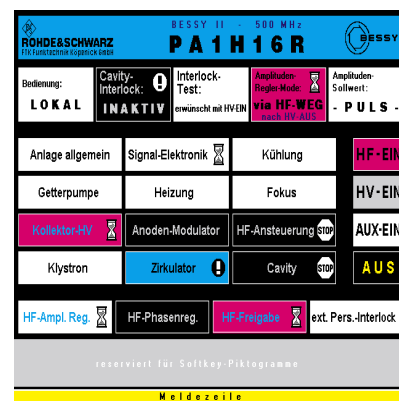 BESSY II - 500 MHz
ROHDE&SCHWARZ
FTK Funktechnik Köpenick GmbH
PA1H16R
BESSY
Bedienung:
LOKAL
Cavity-
Interlock:
INAKTIV
Interlock-
Test:
erwünscht mit HV-EIN
Amplituden-
Regler-Mode:
via HF-WEG
nach HV-AUS
Amplituden-
Sollwert:
- PULS -
Anlage allgemein
Signal-Elektronik
Kühlung
HF-EIN
Getterpumpe
Heizung
Fokus
HV-EIN
Kollektor-HV
Anoden-Modulator
HF-Ansteuerung
STOP
AUX-EIN
Klystron
Zirkulator
Cavity
STOP
AUS
HF-Ampl. Reg.
HF-Phasenreg.
HF-Freigabe
ext. Pers.-Interlock
reserviert für Softkey-Piktogramme
Meldezeile